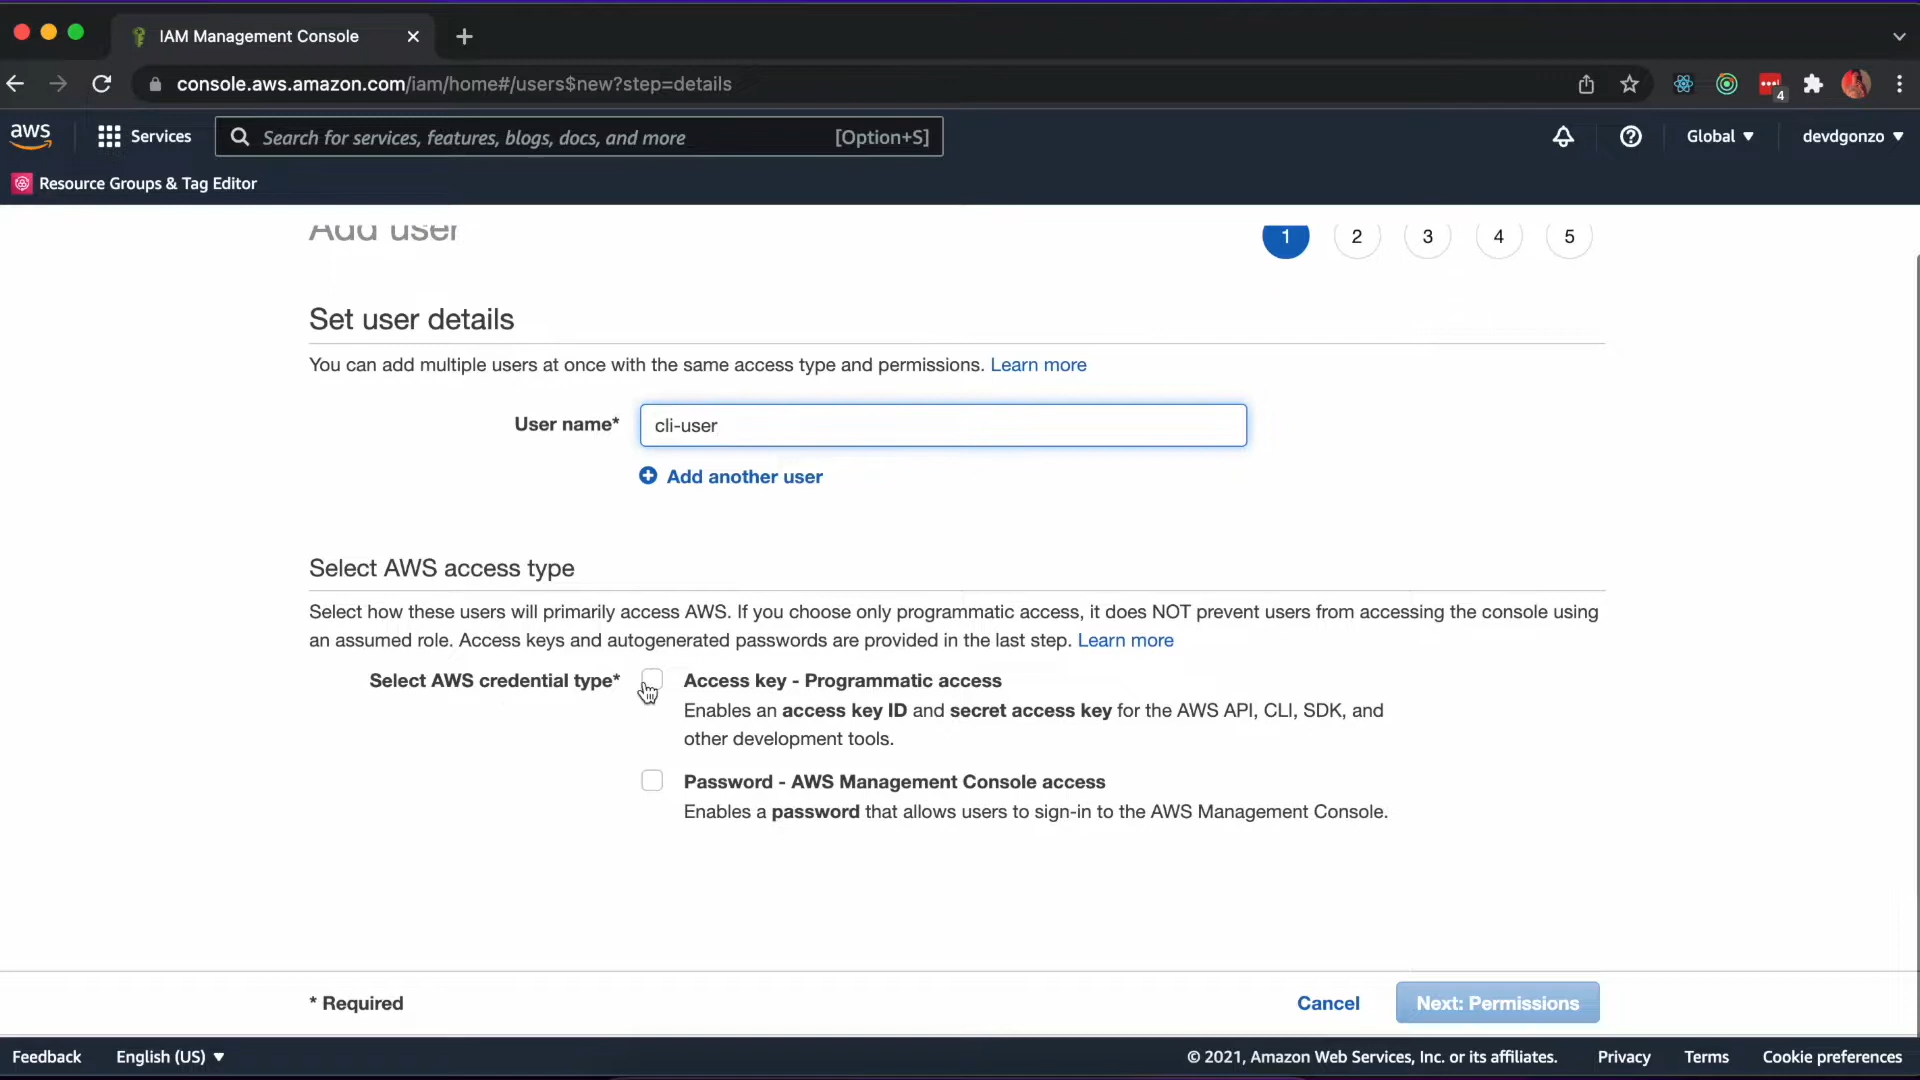 IAM Management Console
console.aws.amazon.com/iam/home#/users$new?step=details
4
aws
Services
Search for services, features, blogs, docs, and more
[Option+S]
Global
devdgonzo
Resource Groups & Tag Editor
Add user
1
2
3
4
5
Set user details
You can add multiple users at once with the same access type and permissions. Learn more
User name*
cli-user
Add another user
Select AWS access type
Select how these users will primarily access AWS. If you choose only programmatic access, it does NOT prevent users from accessing the console using
an assumed role. Access keys and autogenerated passwords are provided in the last step. Learn more
Select AWS credential type*
Access key - Programmatic access
Enables an access key ID and secret access key for the AWS API, CLI, SDK, and
other development tools.
Password - AWS Management Console access
Enables a password that allows users to sign-in to the AWS Management Console.
* Required
Cancel
Next: Permissions
Feedback
English (US)
© 2021, Amazon Web Services, Inc. or its affiliates.
Privacy
Terms
Cookie preferences